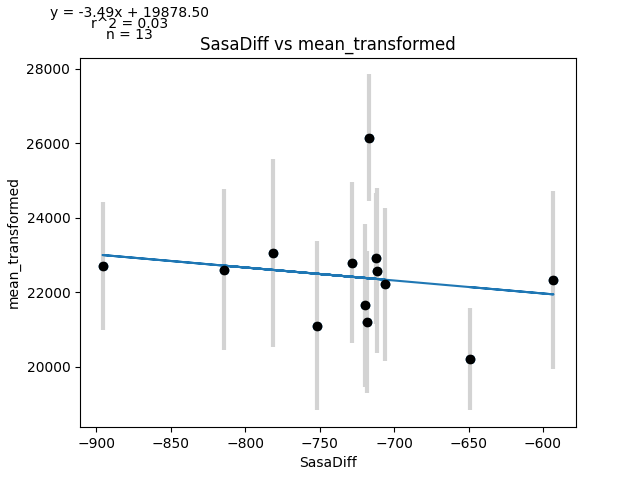 y = -3.49x + 19878.50
r^2 = 0.03
n = 13
SasaDiff vs mean_transformed
28000
26000
24000
22000
20000
mean_transformed
−900
−850
−800
−750
−700
−650
−600
SasaDiff